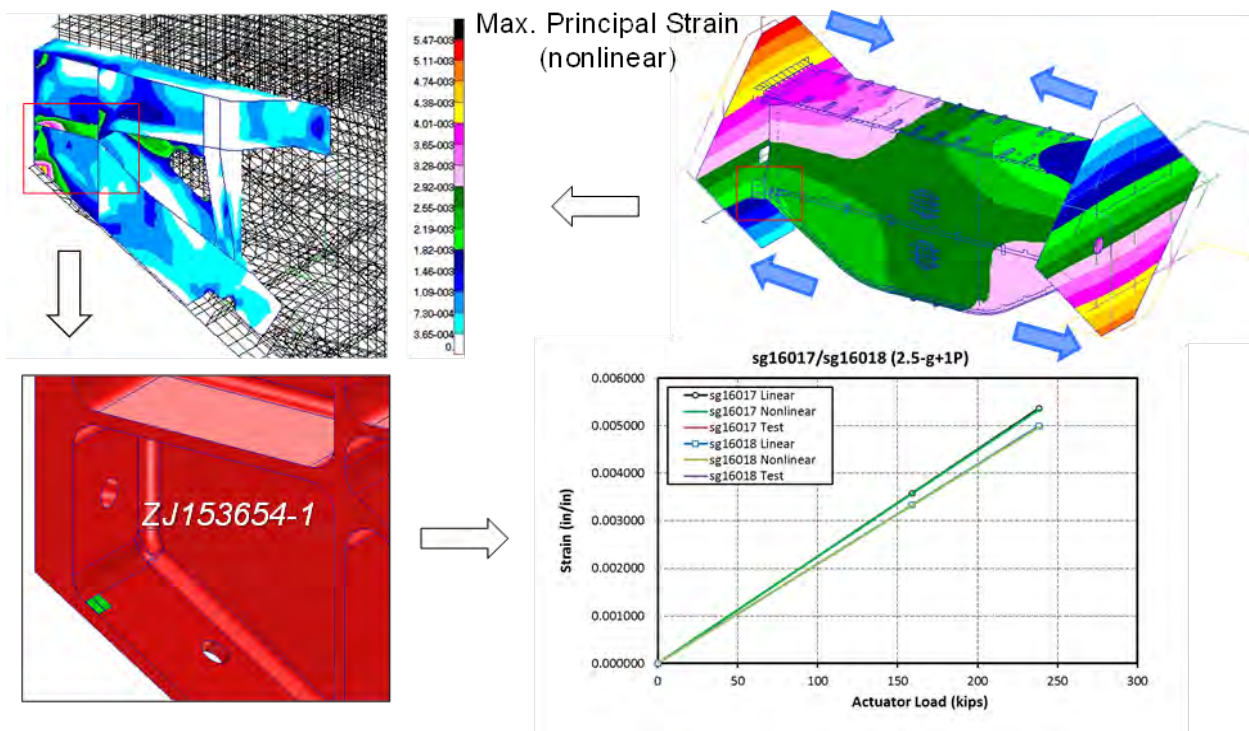 Max. Principal Strain
(nonlinear)
5.47-003
5.11-003
4.74-003
4.38-003
4.01-003
3.65-003
3.28-003
2.92-003
2.55-003
2.19-003
1.82-003
1.46-003
1.09-003
7.30-004
3.65-004
0.
ZJ153654-1
sg16017/sg16018 (2.5-g+1P)
0.006000
0.005000
0.004000
0.003000
0.002000
0.001000
0.000000
Strain (in/in)
sg16017 Linear
sg16017 Nonlinear
sg16017 Test
sg16018 Linear
sg16018 Nonlinear
sg16018 Test
0 50 100 150 200 250 300
Actuator Load (kips)